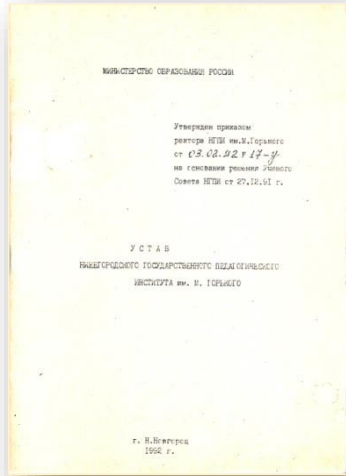 МИНИСТЕРСТВО ОБРАЗОВАНИЯ РОССИИ
Утвержден приказом
ректора НГПИ им.М.Горького
от 03.02.92 № 17-у
на основании решения Ученого
Совета НГПИ от 27.12.91 г.
У С Т А В
НИЖЕГОРОДСКОГО ГОСУДАРСТВЕННОГО ПЕДАГОГИЧЕСКОГО
ИНСТИТУТА им. М. ГОРЬКОГО
г. Н.Новгород
1992 г.